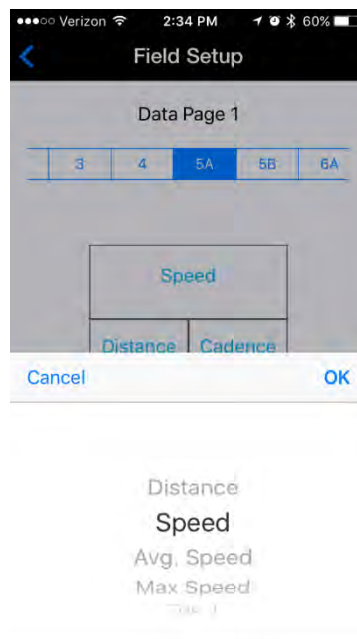 Verizon 2:34 PM 60%
Field Setup
Data Page 1
3 4 5A 5B 6A
Speed
Distance Cadence
Cancel OK
Distance
Speed
Avg. Speed
Max Speed